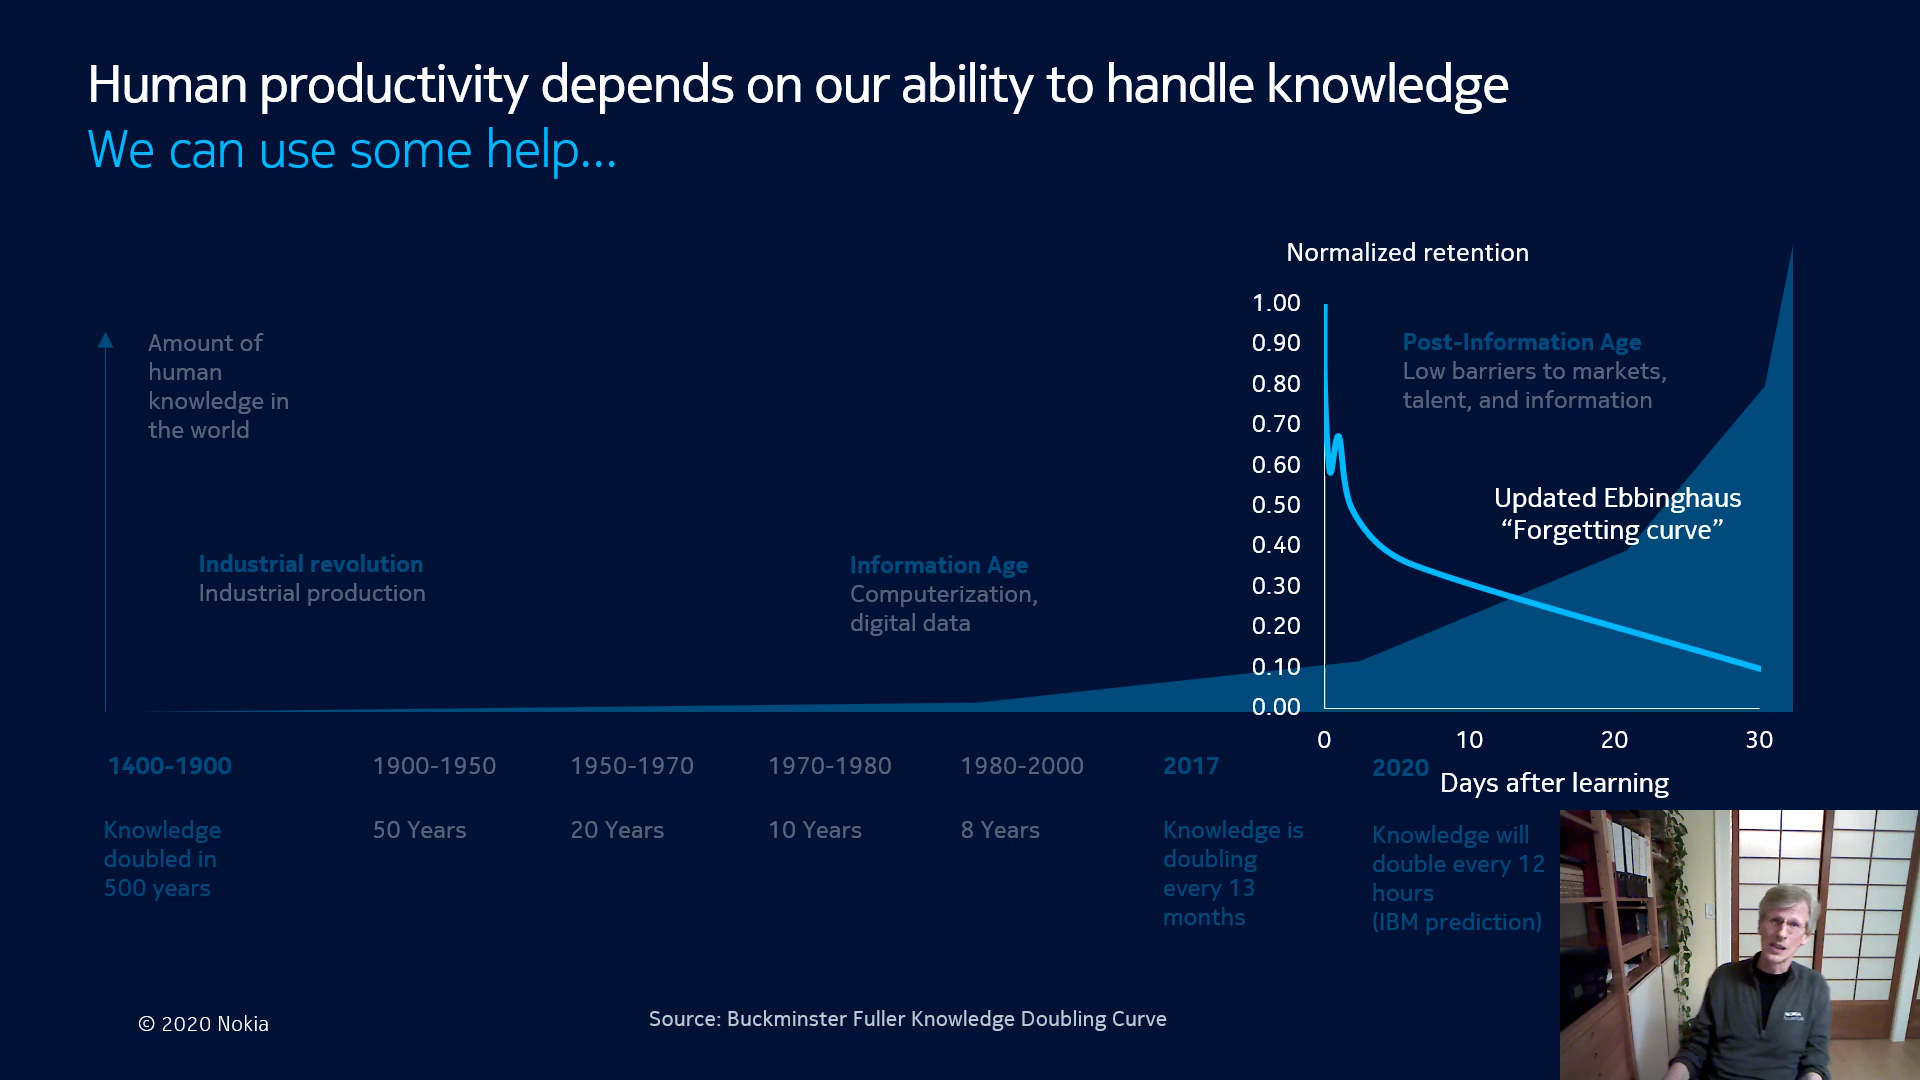 Human productivity depends on our ability to handle knowledge
We can use some help...
Normalized retention
1.00
0.90
0.80
0.70
0.60
0.50
0.40
0.30
0.20
0.10
0.00
0 10 20 30
Days after learning
Updated Ebbinghaus
“Forgetting curve”
Amount of
human
knowledge in
the world
Industrial revolution
Industrial production
Information Age
Computerization,
digital data
Post-Information Age
Low barriers to markets,
talent, and information
1400-1900
Knowledge
doubled in
500 years
1900-1950
50 Years
1950-1970
20 Years
1970-1980
10 Years
1980-2000
8 Years
2017
Knowledge is
doubling
every 13
months
2020
Knowledge will
double every 12
hours
(IBM prediction)
© 2020 Nokia
Source: Buckminster Fuller Knowledge Doubling Curve